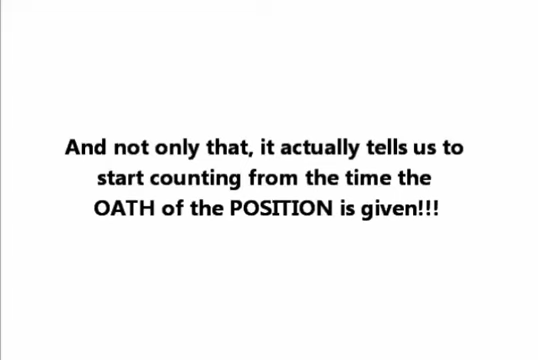 And not only that, it actually tells us to
start counting from the time the
OATH of the POSITION is given!!!